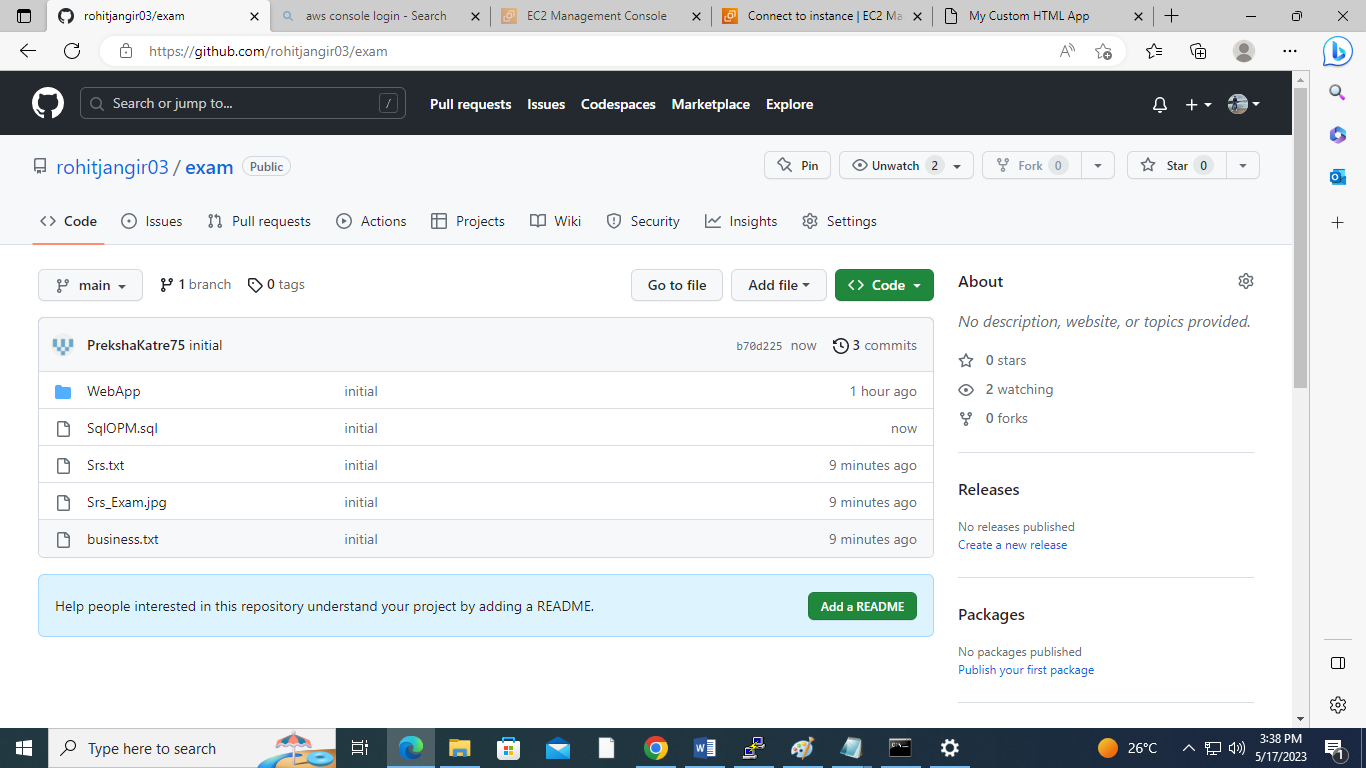 rohitjangir03/exam
aws console login - Search
EC2 Management Console
Connect to instance | EC2 Ma
My Custom HTML App
https://github.com/rohitjangir03/exam
Search or jump to... /
Pull requests Issues Codespaces Marketplace Explore
rohitjangir03 / exam Public
Pin Unwatch 2 Fork 0 Star 0
Code Issues Pull requests Actions Projects Wiki Security Insights Settings
main 1 branch 0 tags Go to file Add file Code
PrekshaKatre75 initial b70d225 now 3 commits
WebApp initial 1 hour ago
SqlOPM.sql initial now
Srs.txt initial 9 minutes ago
Srs_Exam.jpg initial 9 minutes ago
business.txt initial 9 minutes ago
Help people interested in this repository understand your project by adding a README. Add a README
About
No description, website, or topics provided.
0 stars
2 watching
0 forks
Releases
No releases published
Create a new release
Packages
No packages published
Publish your first package
Type here to search
26°C
3:38 PM
5/17/2023
1